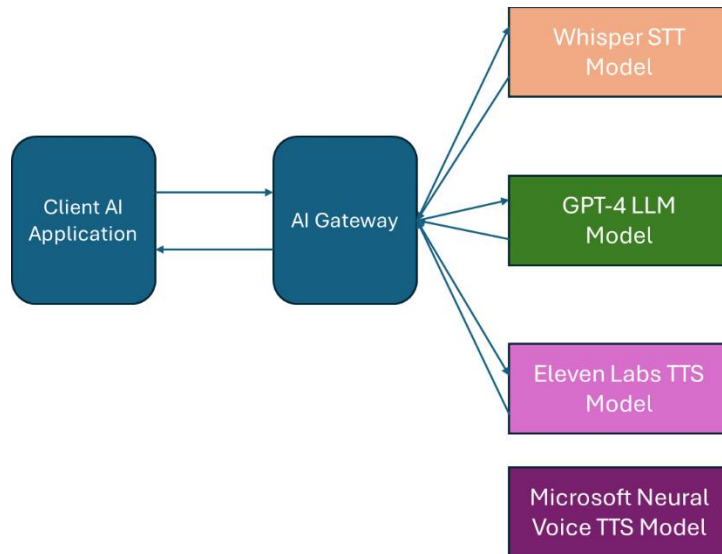 Client AI
Application
AI Gateway
Whisper STT
Model
GPT-4 LLM
Model
Eleven Labs TTS
Model
Microsoft Neural
Voice TTS Model